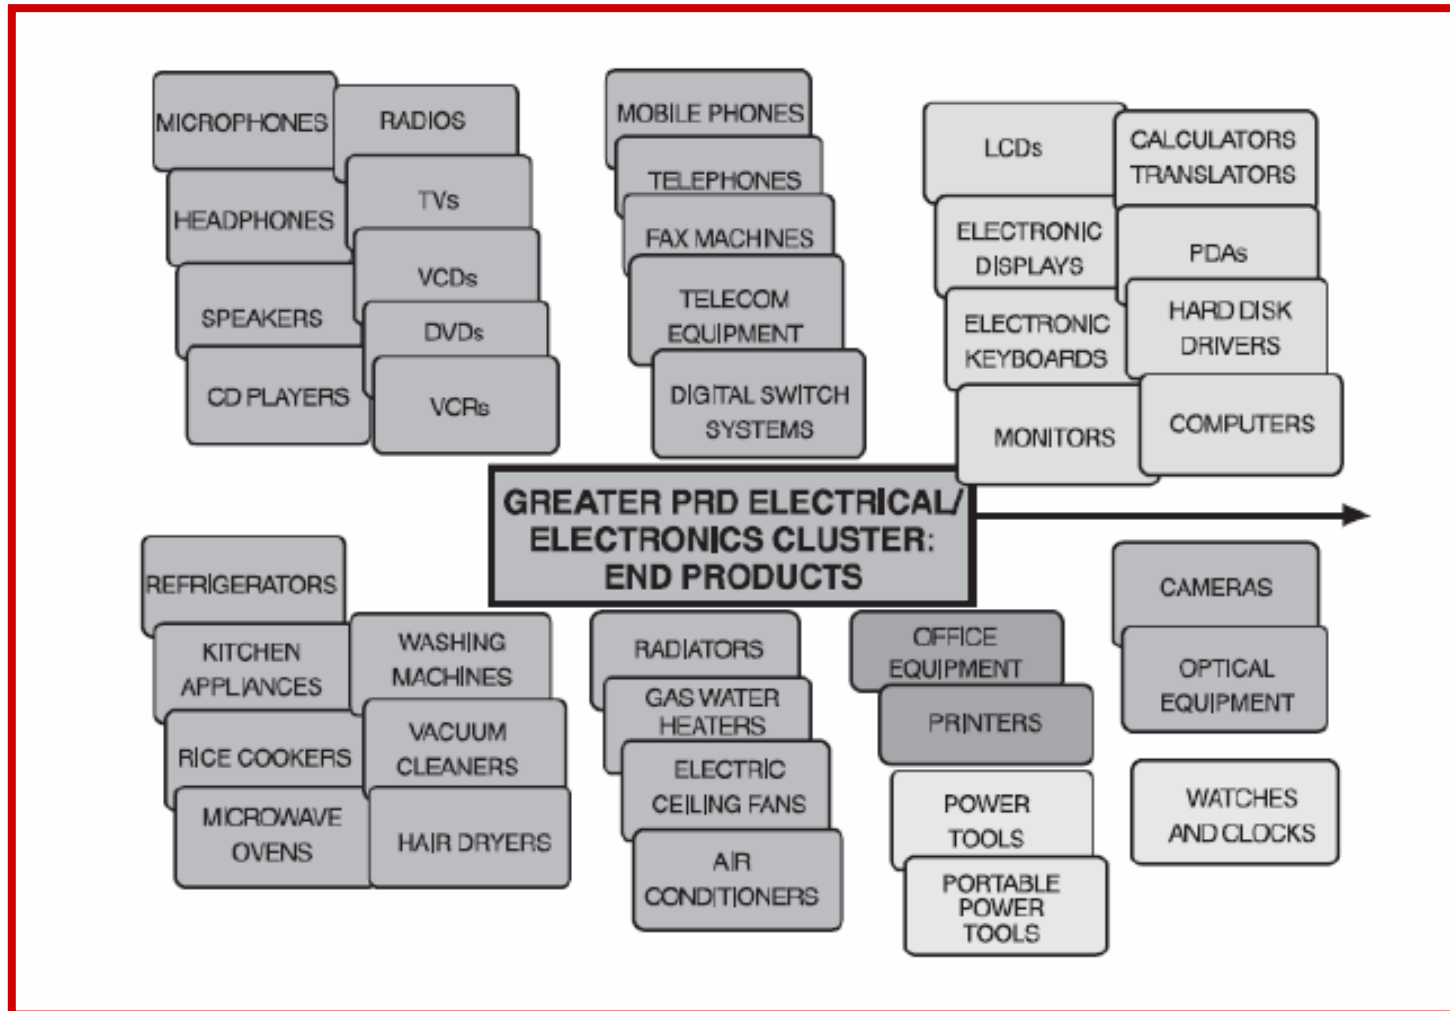 MICROPHONES
HEADPHONES
SPEAKERS
CD PLAYERS
RADIOS
TVs
VCDs
DVDs
VCRs
MOBILE PHONES
TELEPHONES
FAX MACHINES
TELECOM
EQUIPMENT
DIGITAL SWITCH
SYSTEMS
LCDs
ELECTRONIC
DISPLAYS
ELECTRONIC
KEYBOARDS
MONITORS
CALCULATORS
TRANSLATORS
PDAs
HARD DISK
DRIVERS
COMPUTERS
GREATER PRD ELECTRICAL/
ELECTRONICS CLUSTER:
END PRODUCTS
REFRIGERATORS
KITCHEN
APPLIANCES
RICE COOKERS
MICROWAVE
OVENS
WASHING
MACHINES
VACUUM
CLEANERS
HAIR DRYERS
RADIATORS
GAS WATER
HEATERS
ELECTRIC
CEILING FANS
AIR
CONDITIONERS
OFFICE
EQUIPMENT
PRINTERS
POWER
TOOLS
PORTABLE
POWER
TOOLS
CAMERAS
OPTICAL
EQUIPMENT
WATCHES
AND CLOCKS